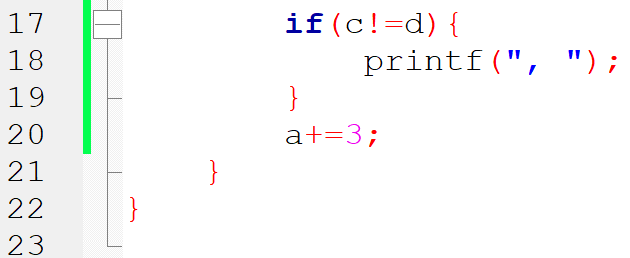 17 if(c!=d){
18 printf(", ");
19 }
20 a+=3;
21 }
22 }
23